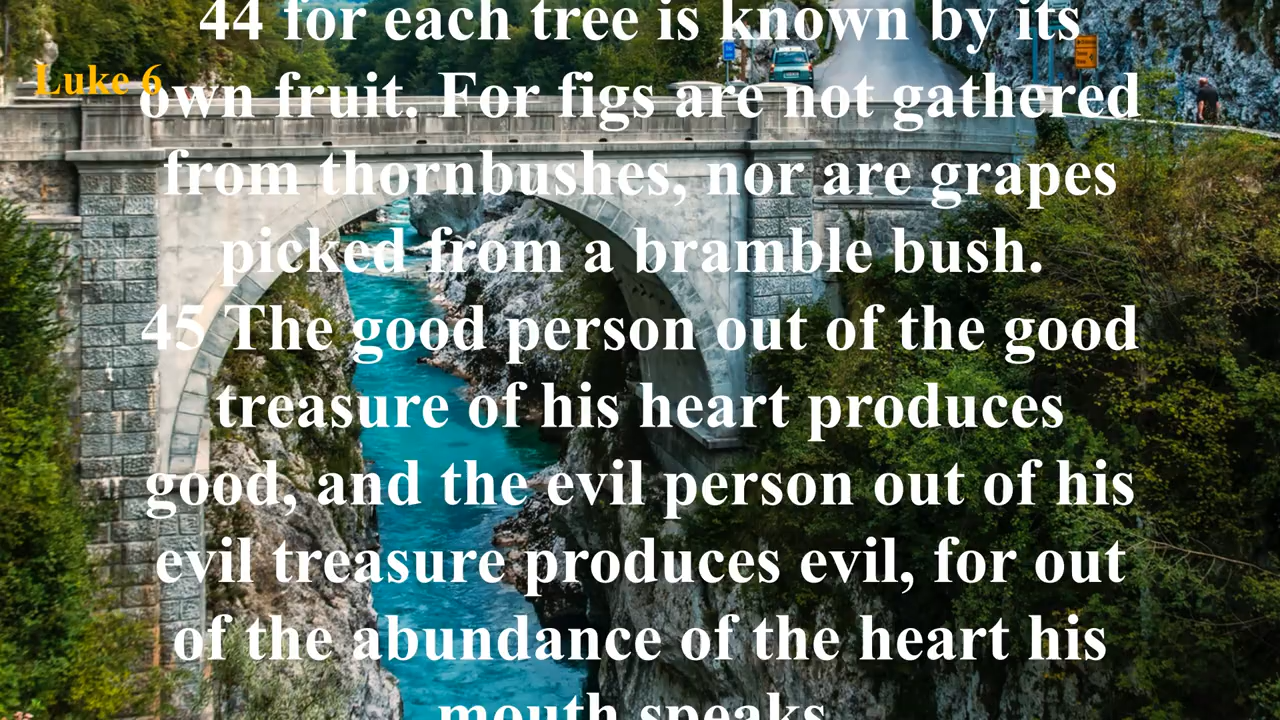 44 for each tree is known by its
Luke 6
own fruit. For figs are not gathered
from thornbushes, nor are grapes
picked from a bramble bush.
45 The good person out of the good
treasure of his heart produces
good, and the evil person out of his
evil treasure produces evil, for out
of the abundance of the heart his
mouth speaks.